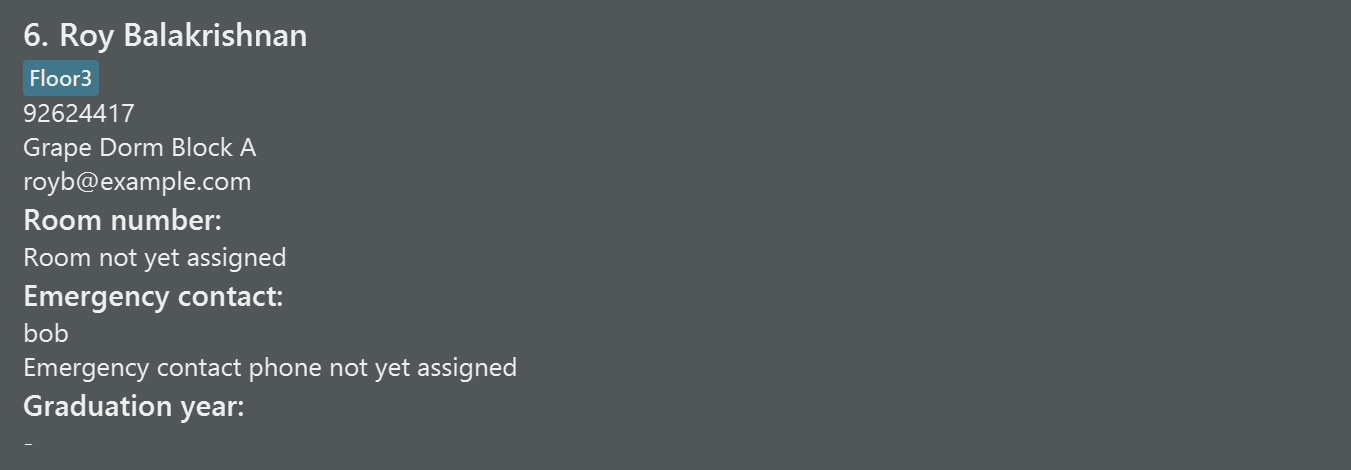 6. Roy Balakrishnan
Floor3
92624417
Grape Dorm Block A
royb@example.com
Room number:
Room not yet assigned
Emergency contact:
bob
Emergency contact phone not yet assigned
Graduation year:
-